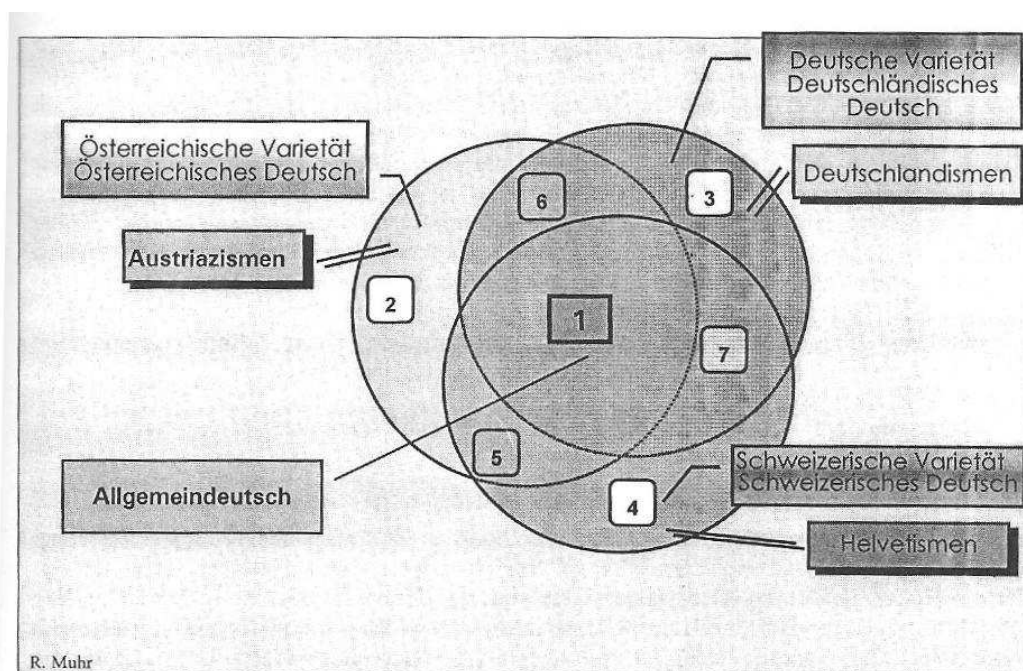 Deutsche Varietät
Deutschländisches
Deutsch
Österreichische Varietät
Österreichisches Deutsch
6
3
Deutschlandismen
Austriazismen
2
1
7
5
Schweizerische Varietät
Schweizerisches Deutsch
Allgemeindeutsch
4
Helvetismen
R. Muhr